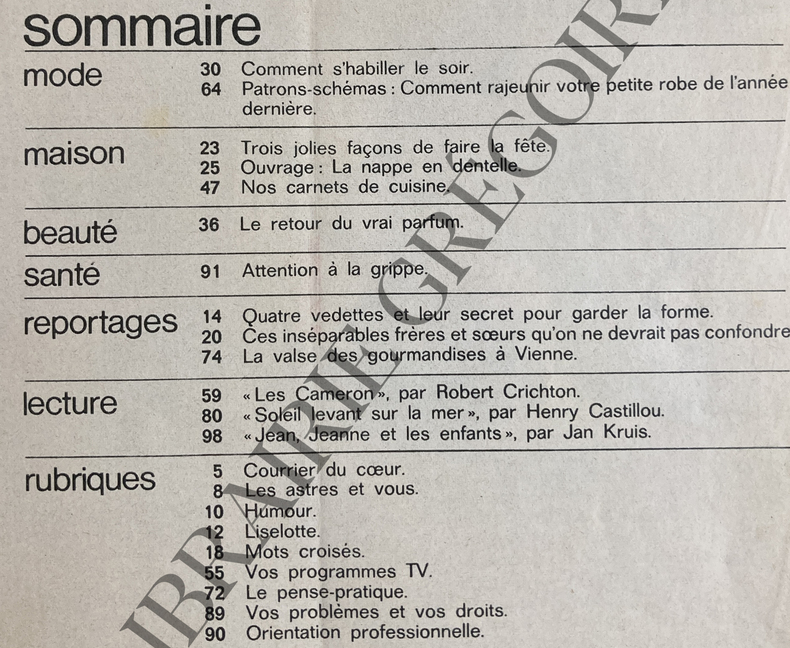 sommaire
mode
30 Comment s'habiller le soir.
64 Patrons-schémas : Comment rajeunir votre petite robe de l'année
dernière.
maison
23 Trois jolies façons de faire la fête.
25 Ouvrage : La nappe en dentelle.
47 Nos carnets de cuisine.
beauté
36 Le retour du vrai parfum.
santé
91 Attention à la grippe.
reportages
14 Quatre vedettes et leur secret pour garder la forme.
20 Ces inséparables frères et sœurs qu'on ne devrait pas confondre
74 La valse des gourmandises à Vienne.
lecture
59 « Les Cameron », par Robert Crichton.
80 « Soleil levant sur la mer », par Henry Castillou.
98 « Jean, Jeanne et les enfants », par Jan Kruis.
rubriques
5 Courrier du cœur.
8 Les astres et vous.
10 Humour.
12 Liselotte.
18 Mots croisés.
55 Vos programmes TV.
72 Le pense-pratique.
89 Vos problèmes et vos droits.
90 Orientation professionnelle.
IBRAIRIE GRÉGOIR